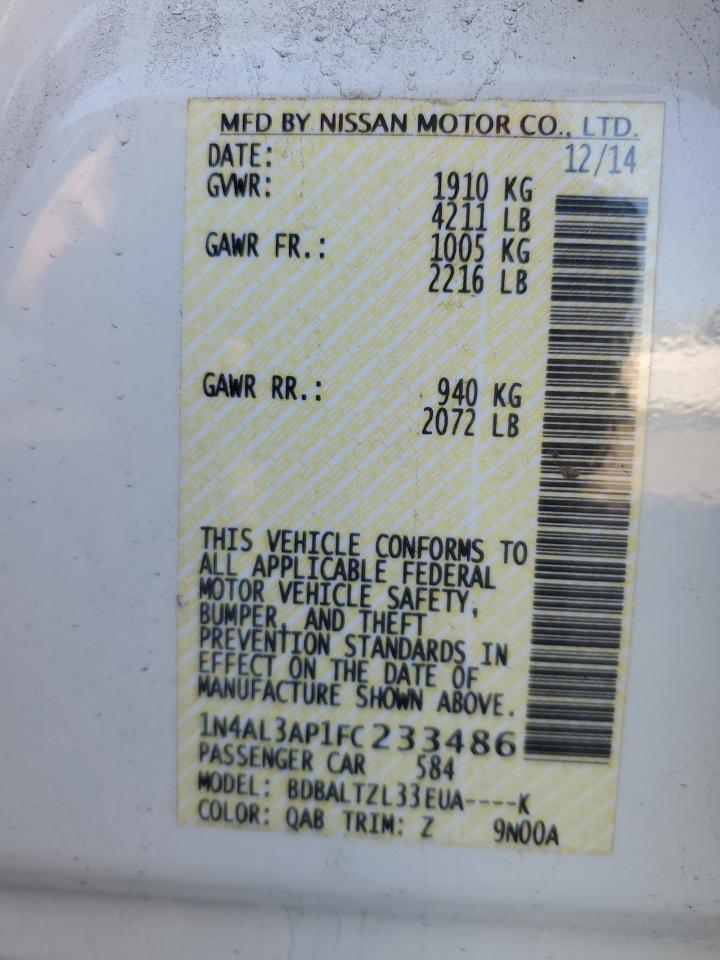 MFD BY NISSAN MOTOR CO., LTD.
DATE: 12/14
GVWR: 1910 KG
4211 LB
GAWR FR.: 1005 KG
2216 LB
GAWR RR.: 940 KG
2072 LB
THIS VEHICLE CONFORMS TO
ALL APPLICABLE FEDERAL
MOTOR VEHICLE SAFETY,
BUMPER, AND THEFT
PREVENTION STANDARDS IN
EFFECT ON THE DATE OF
MANUFACTURE SHOWN ABOVE.
1N4AL3AP1FC233486
PASSENGER CAR 584
MODEL: BDBALTZL33EUA----K
COLOR: QAB TRIM: Z 9N00A